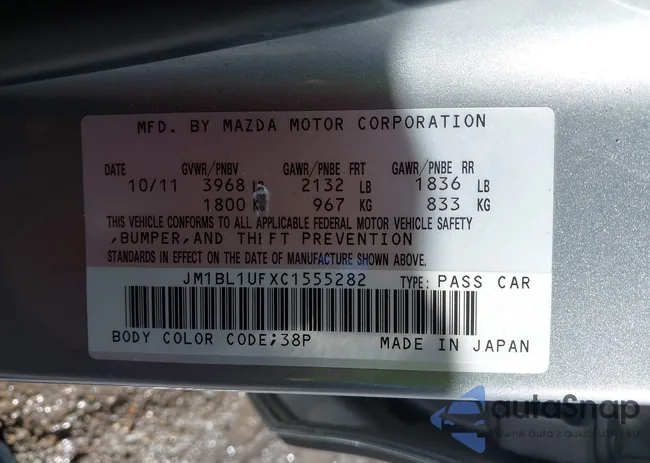 MFD. BY MAZDA MOTOR CORPORATION
DATE GVWR/PNBV GAWR/PNBE FRT GAWR/PNBE RR
10/11 3968 LB 2132 LB 1836 LB
1800 KG 967 KG 833 KG
THIS VEHICLE CONFORMS TO ALL APPLICABLE FEDERAL MOTOR VEHICLE SAFETY
,BUMPER,AND THEFT PREVENTION
STANDARDS IN EFFECT ON THE DATE OF MANUFACTURE SHOWN ABOVE.
JM1BL1UFXC1555282 TYPE: PASS CAR
BODY COLOR CODE;38P MADE IN JAPAN
autoSnap